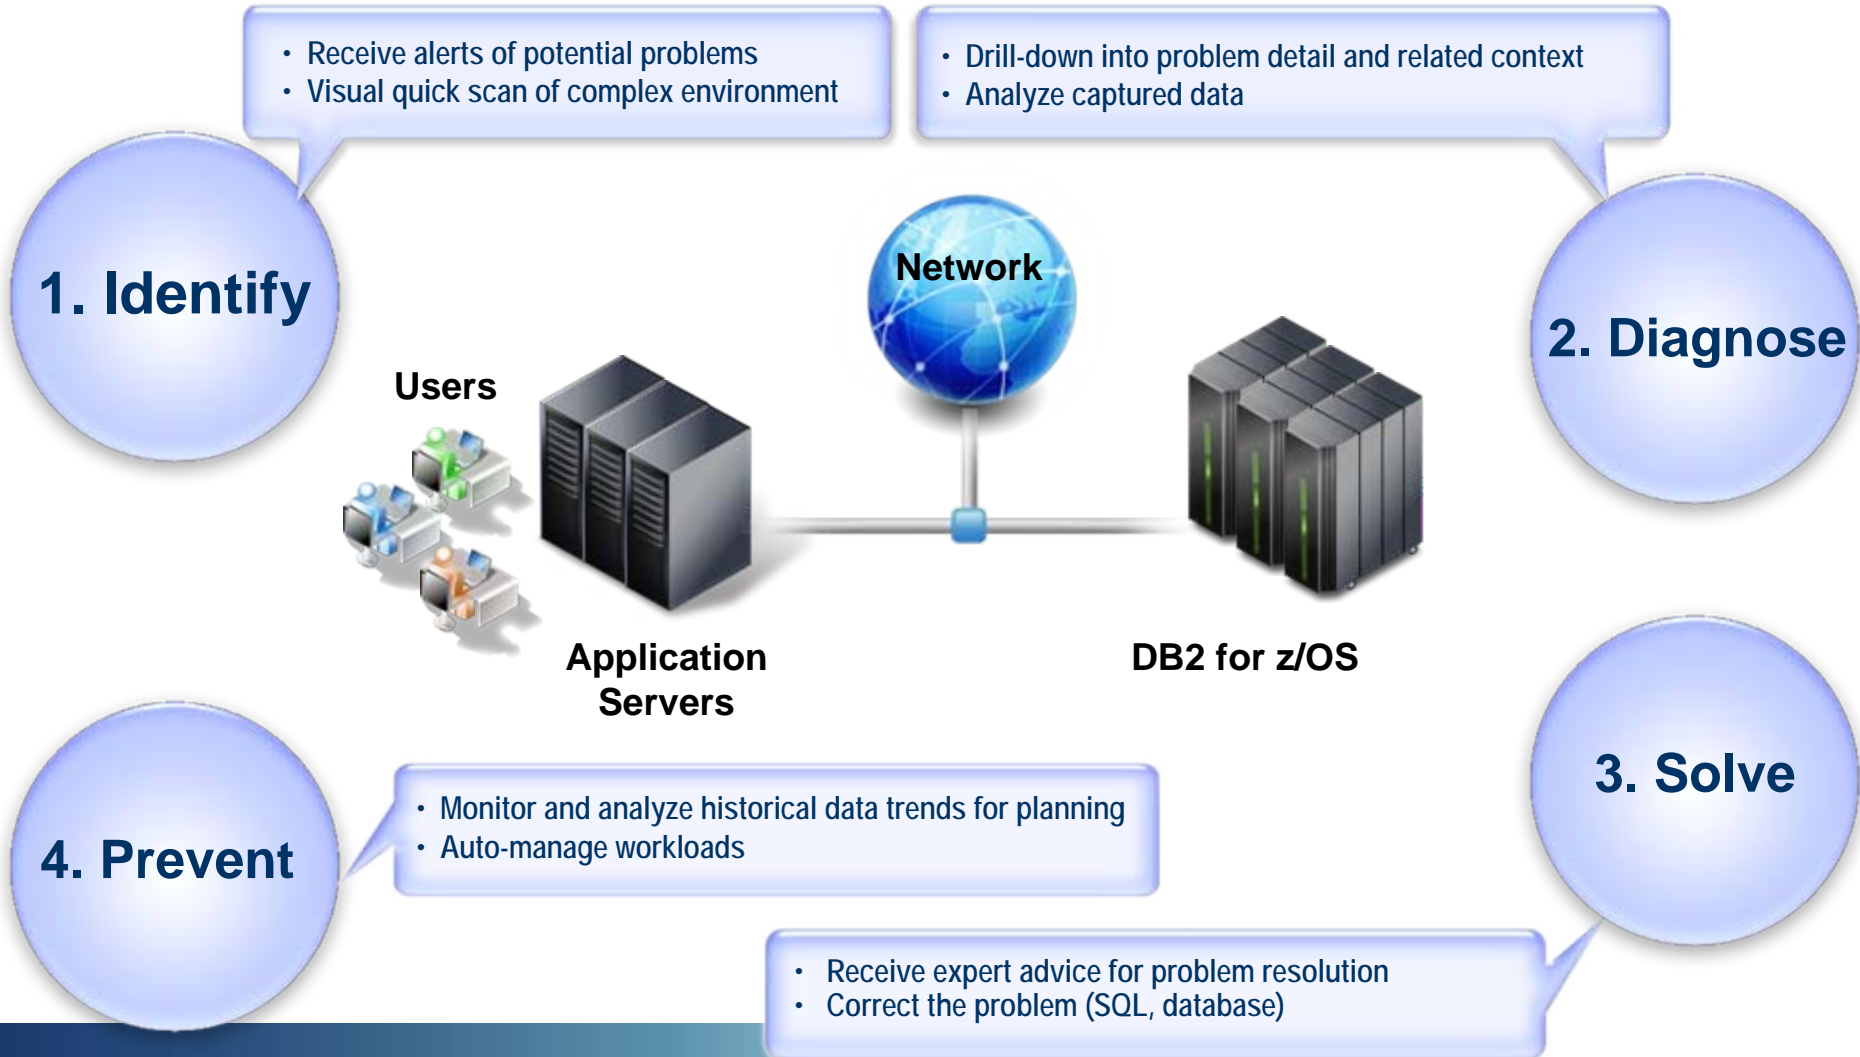 • Receive alerts of potential problems
• Visual quick scan of complex environment
• Drill-down into problem detail and related context
• Analyze captured data
1. Identify
2. Diagnose
Network
Users
Application
Servers
DB2 for z/OS
3. Solve
4. Prevent
• Monitor and analyze historical data trends for planning
• Auto-manage workloads
• Receive expert advice for problem resolution
• Correct the problem (SQL, database)